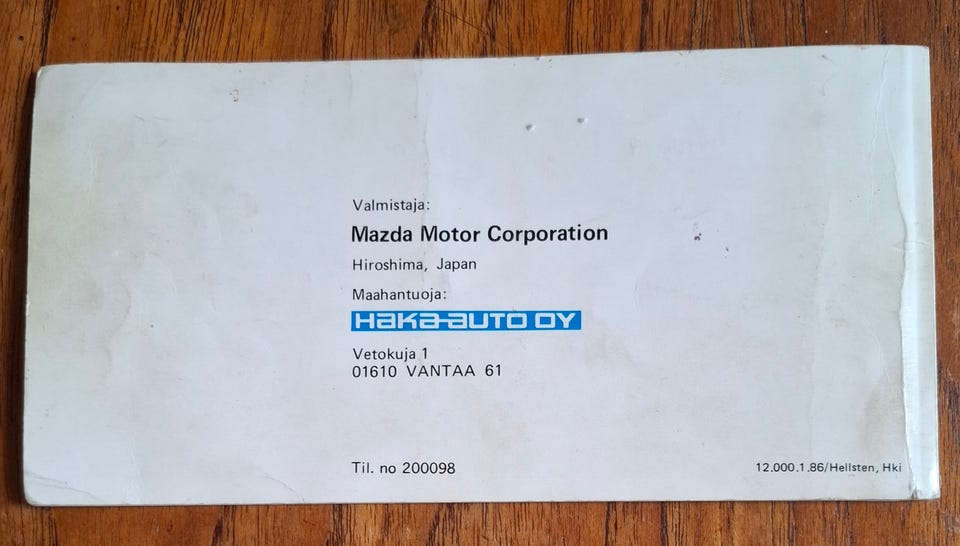 Valmistaja:
Mazda Motor Corporation
Hiroshima, Japan
Maahantuoja:
HAKA-AUTO OY
Vetokuja 1
01610 VANTAA 61
Til. no 200098
12.000.1.86/Hellsten, Hki